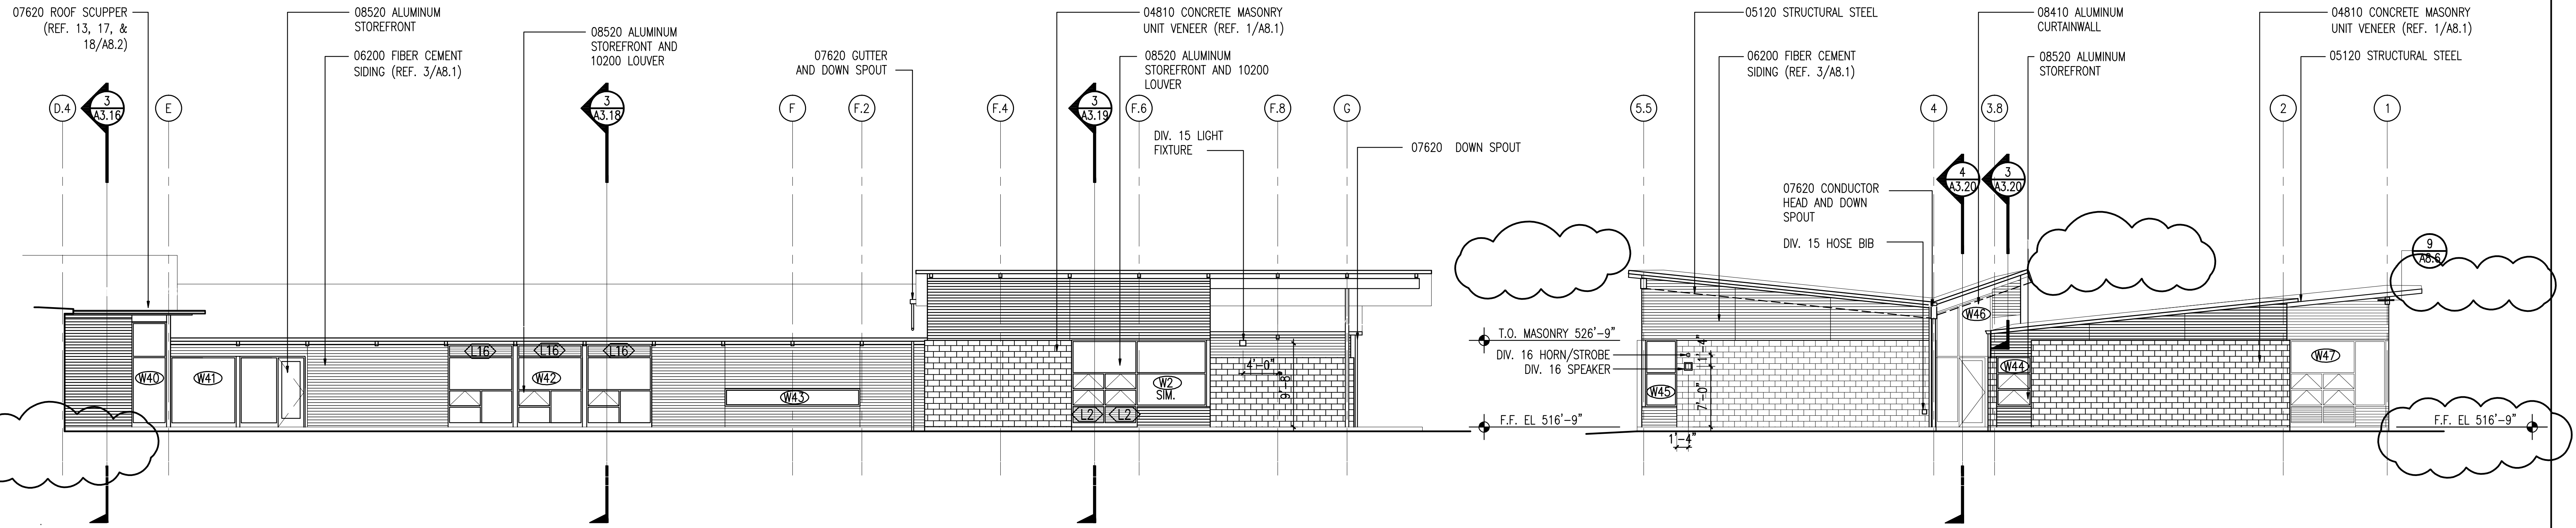 07620 ROOF SCUPPER
(REF. 13, 17, &
18/A8.2)
08520 ALUMINUM
STOREFRONT
06200 FIBER CEMENT
SIDING (REF. 3/A8.1)
08520 ALUMINUM
STOREFRONT AND
10200 LOUVER
07620 GUTTER
AND DOWN SPOUT
04810 CONCRETE MASONRY
UNIT VENEER (REF. 1/A8.1)
08520 ALUMINUM
STOREFRONT AND 10200
LOUVER
DIV. 15 LIGHT
FIXTURE
07620 DOWN SPOUT
D.4
3
A3.16
E
3
A3.18
F
F.2
F.4
3
A3.19
F.6
F.8
G
W40
W41
L16
L16
L16
W42
W43
W2
SIM.
L2
L2
4'-0"
9'-8"
05120 STRUCTURAL STEEL
06200 FIBER CEMENT
SIDING (REF. 3/A8.1)
08410 ALUMINUM
CURTAINWALL
08520 ALUMINUM
STOREFRONT
04810 CONCRETE MASONRY
UNIT VENEER (REF. 1/A8.1)
05120 STRUCTURAL STEEL
5.5
4
3.8
2
1
4
A3.20
3
A3.20
07620 CONDUCTOR
HEAD AND DOWN
SPOUT
DIV. 15 HOSE BIB
9
A8.6
T.O. MASONRY 526'-9"
DIV. 16 HORN/STROBE
DIV. 16 SPEAKER
F.F. EL 516'-9"
1'-4"
7'-0"
1'-4"
W45
W46
W44
W47
F.F. EL 516'-9"